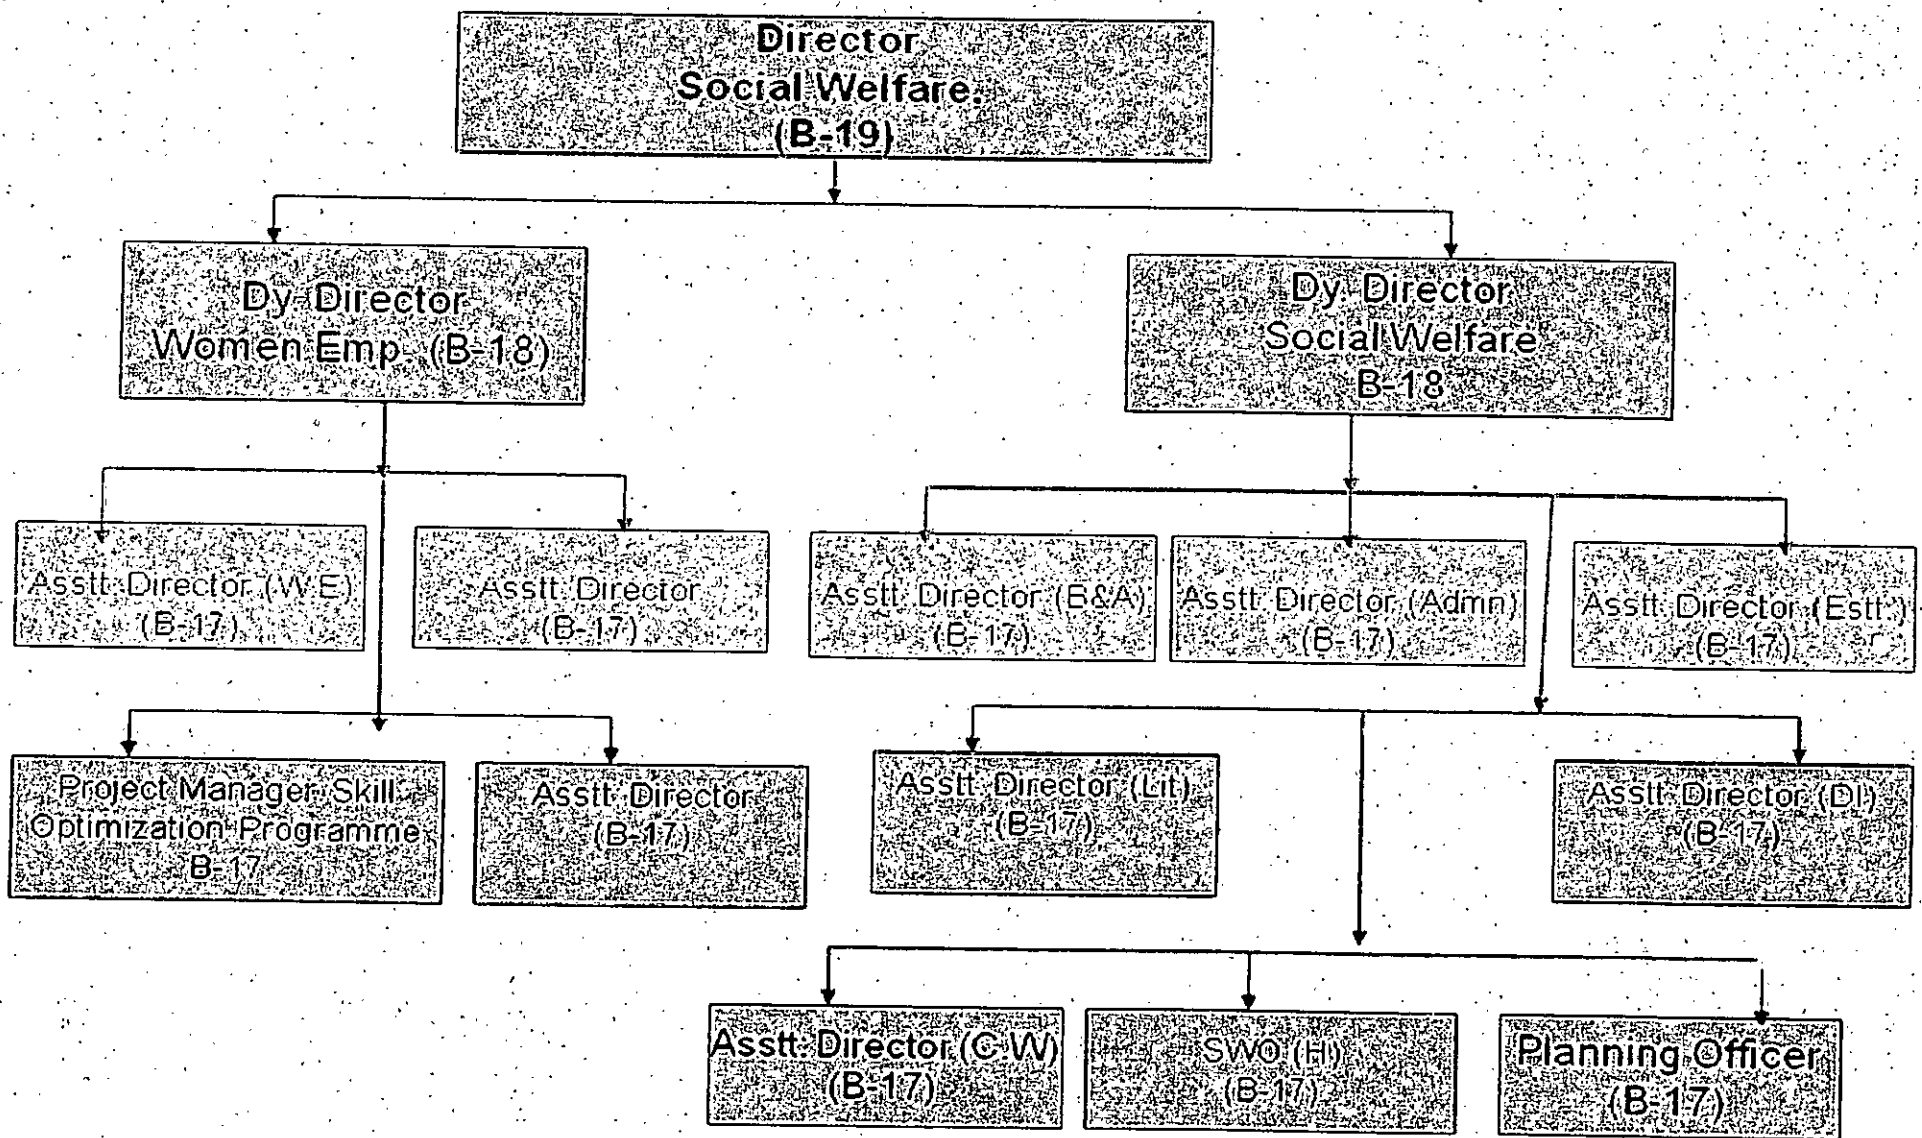 Director
Social Welfare.
(B-19)
Dy. Director
Women Emp. (B-18)
Dy. Director
Social Welfare
B-18
Asstt. Director (W.E)
(B-17)
Asstt. Director
(B-17)
Asstt. Director (B&A)
(B-17)
Asstt. Director (Admn)
(B-17)
Asstt. Director (Estt.)
(B-17)
Project Manager Skill
Optimization Programme
B-17
Asstt. Director
(B-17)
Asstt. Director (Lit)
(B-17)
Asstt. Director (DI)
(B-17)
Asstt. Director (C.W)
(B-17)
SWO (H)
(B-17)
Planning Officer
(B-17)